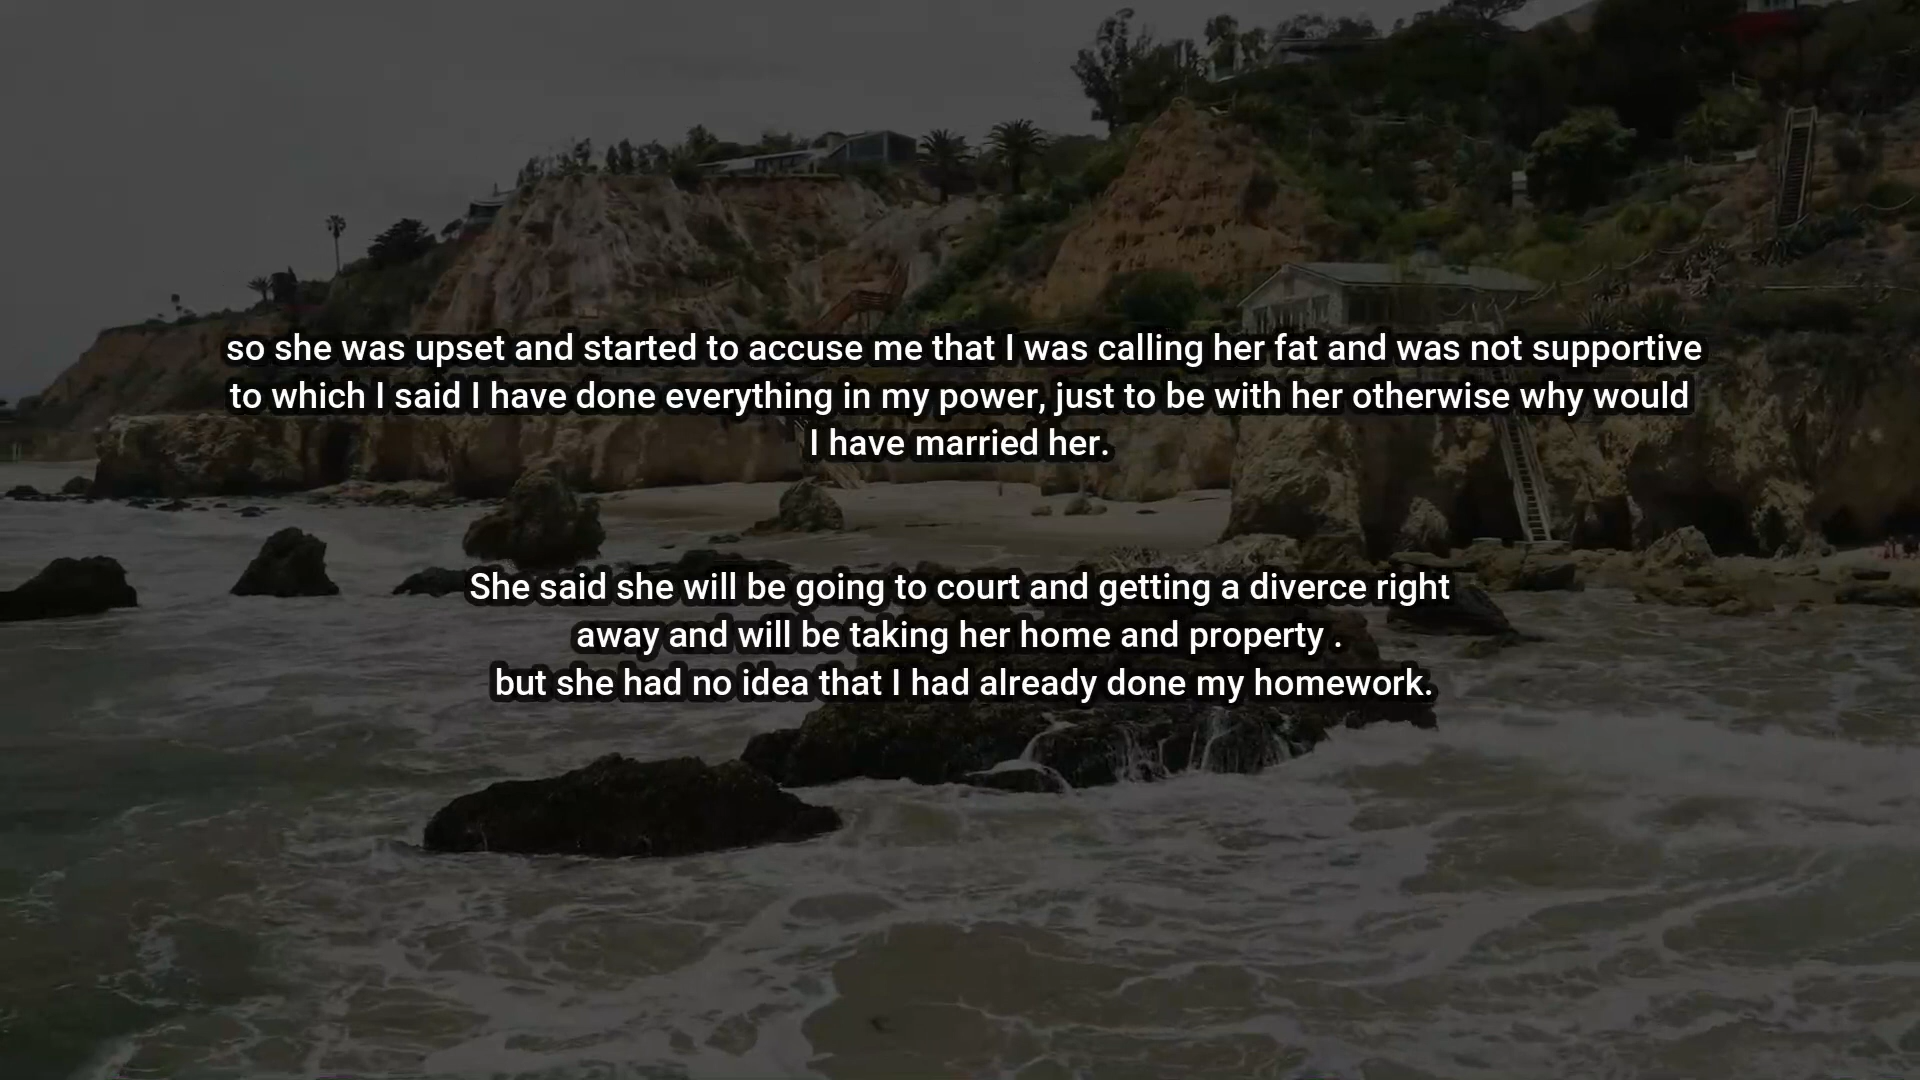 so she was upset and started to accuse me that I was calling her fat and was not supportive
to which I said I have done everything in my power, just to be with her otherwise why would
I have married her.
She said she will be going to court and getting a diverce right
away and will be taking her home and property .
but she had no idea that I had already done my homework.